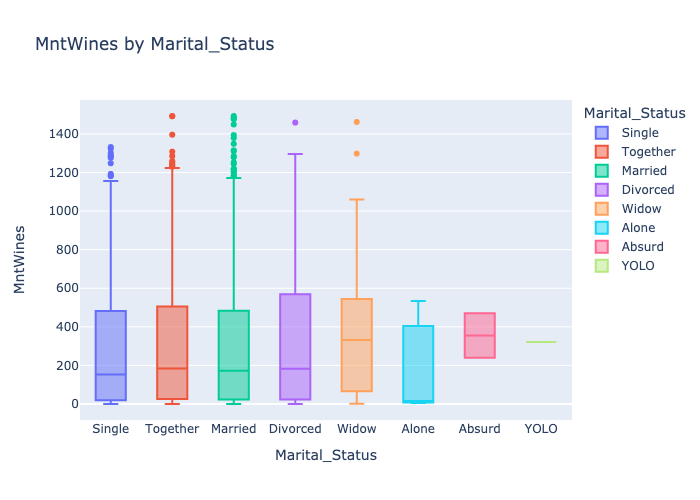 MntWines by Marital_Status
Marital_Status
Single
Together
Married
Divorced
Widow
Alone
Absurd
YOLO
MntWines
1400
1200
1000
800
600
400
200
0
Single Together Married Divorced Widow Alone Absurd YOLO
Marital_Status